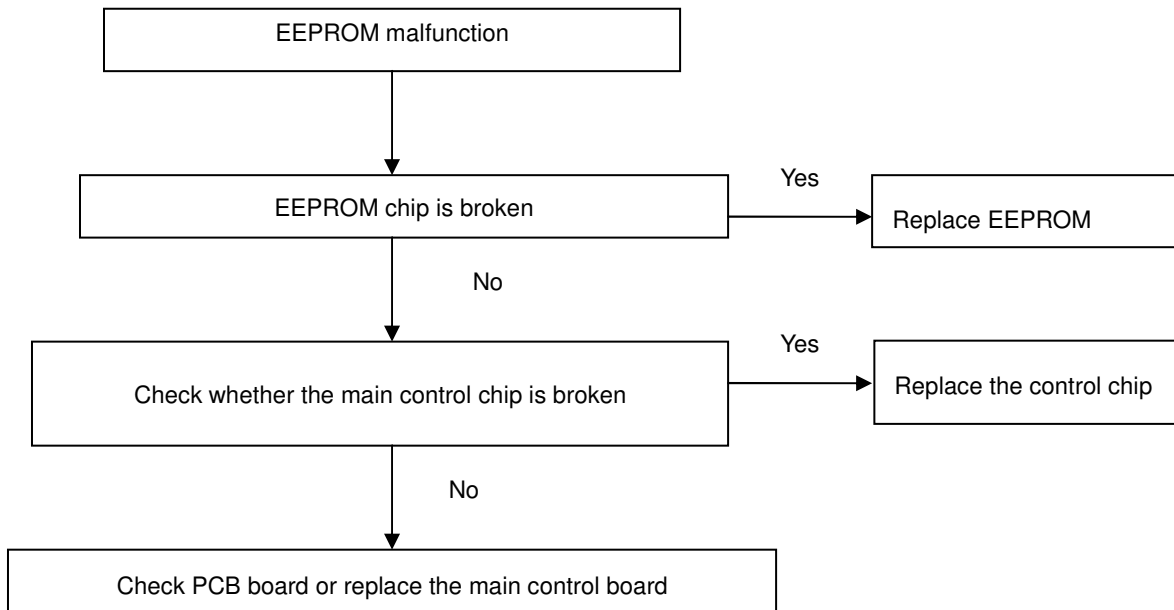 EEPROM malfunction
Yes
EEPROM chip is broken
Replace EEPROM
No
Yes
Check whether the main control chip is broken
Replace the control chip
No
Check PCB board or replace the main control board